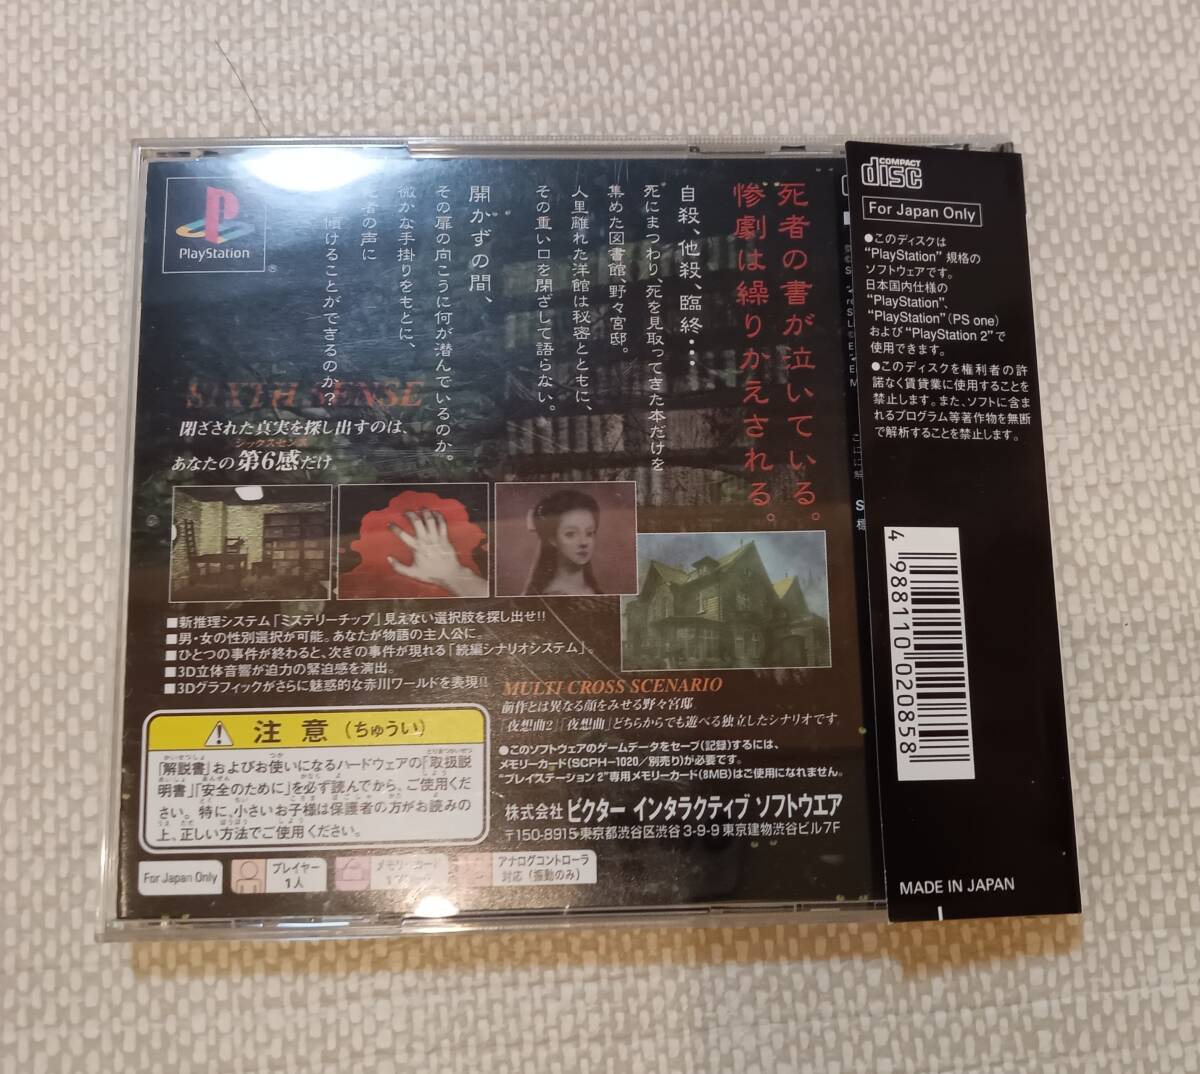 PlayStation
®
死者の書が泣いている。
惨劇は繰りかえされる。
自殺、他殺、臨終…
死にまつわり、死を見取ってきた本だけを
集めた図書館、野々宮邸。
人里離れた洋館は秘密とともに、
その重い口を閉ざして語らない。
開かずの間、
その扉の向こうに何が潜んでいるのか。
微かな手掛りをもとに、
者の声に
傾けることができるのか？
SIXTH SENSE
閉ざされた真実を探し出すのは、
シックスセンス
あなたの第6感だけ
■新推理システム「ミステリーチップ」見えない選択肢を探し出せ!!
■男・女の性別選択が可能。あなたが物語の主人公に。
■ひとつの事件が終わると、次ぎの事件が現れる「続編シナリオシステム」。
■3D立体音響が迫力の緊迫感を演出。
■3Dグラフィックがさらに魅惑的な赤川ワールドを表現!!
MULTI CROSS SCENARIO
前作とは異なる顔をみせる野々宮邸
「夜想曲2」「夜想曲」どちらからでも遊べる独立したシナリオです。
●このソフトウェアのゲームデータをセーブ（記録）するには、
メモリーカード(SCPH-1020/別売り)が必要です。
"プレイステーション 2"専用メモリーカード(8MB)はご使用になれません。
株式会社 ビクター インタラクティブ ソフトウエア
〒150-8915 東京都渋谷区渋谷 3-9-9 東京建物渋谷ビル7F
注意（ちゅうい）
「解説書」およびお使いになるハードウェアの「取扱説
明書」「安全のために」を必ず読んでから、ご使用くだ
さい。特に、小さいお子様は保護者の方がお読みの
上、正しい方法でご使用ください。
For Japan Only
プレイヤー
1人
メモリーカード
アナログコントローラ
対応（振動のみ）
COMPACT
disc
For Japan Only
●このディスクは
"PlayStation" 規格の
ソフトウェアです。
日本国内仕様の
"PlayStation"、
"PlayStation" (PS one)
および "PlayStation 2" で
使用できます。
●このディスクを権利者の許
諾なく賃貸業に使用することを
禁止します。また、ソフトに含ま
れるプログラム等著作物を無断
で解析することを禁止します。
4 988110 020858
MADE IN JAPAN